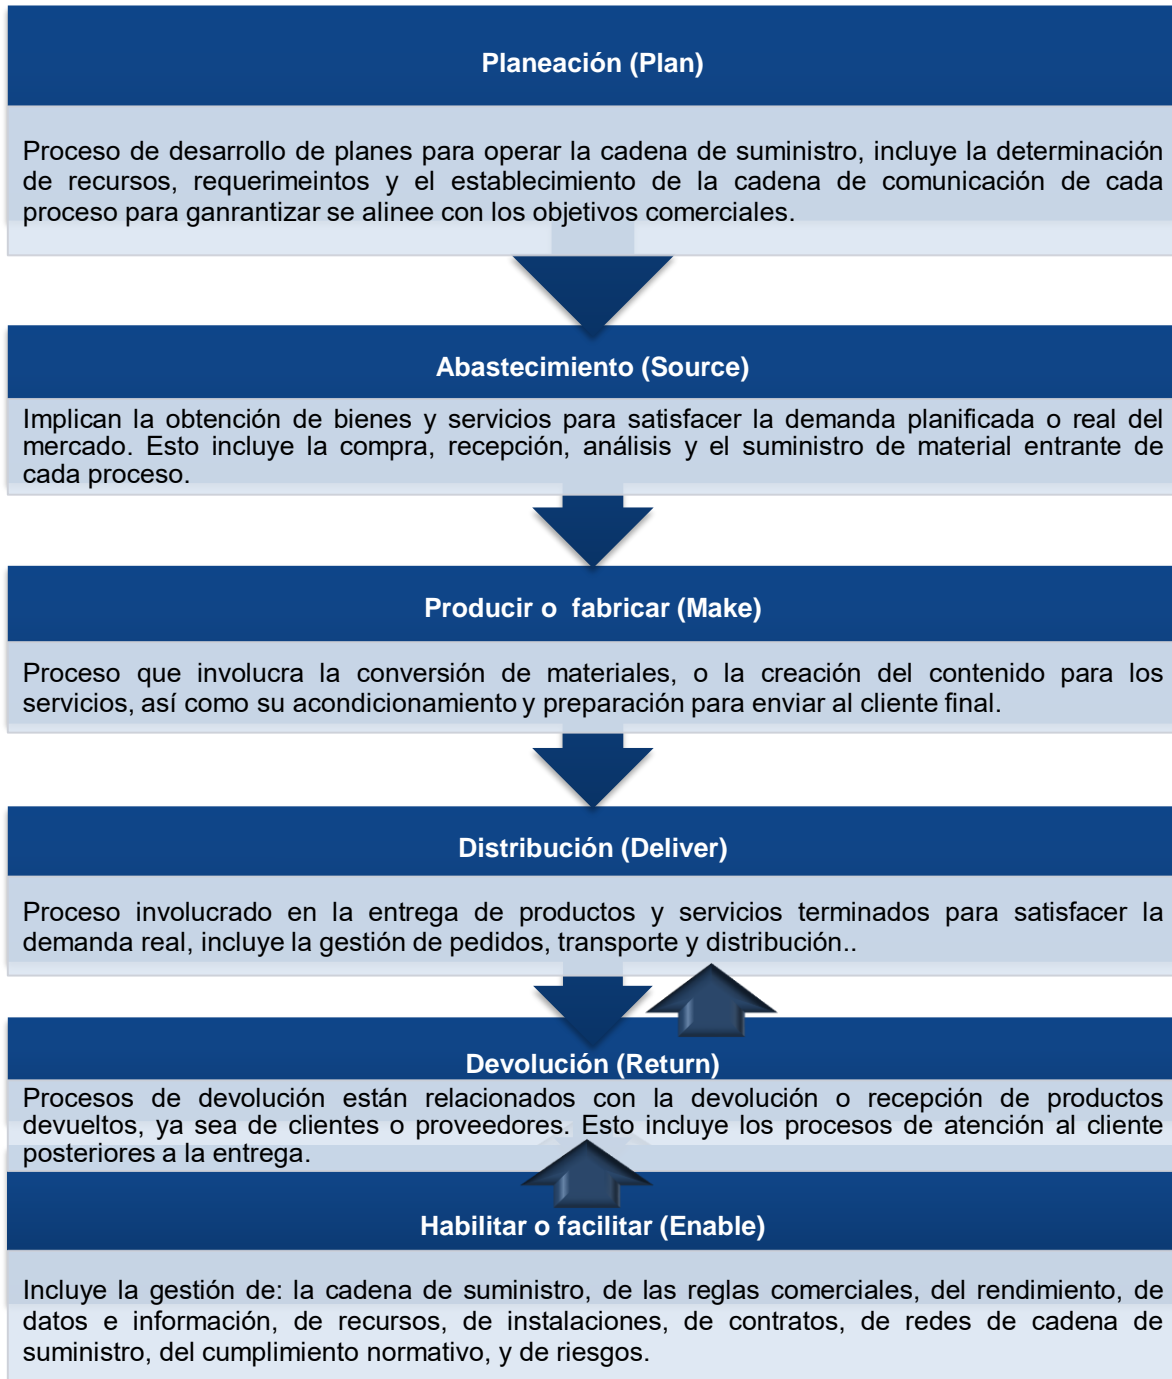 Planeación (Plan)
Proceso de desarrollo de planes para operar la cadena de suministro, incluye la determinación
de recursos, requerimeintos y el establecimiento de la cadena de comunicación de cada
proceso para ganrantizar se alinee con los objetivos comerciales.
Abastecimiento (Source)
Implican la obtención de bienes y servicios para satisfacer la demanda planificada o real del
mercado. Esto incluye la compra, recepción, análisis y el suministro de material entrante de
cada proceso.
Producir o fabricar (Make)
Proceso que involucra la conversión de materiales, o la creación del contenido para los
servicios, así como su acondicionamiento y preparación para enviar al cliente final.
Distribución (Deliver)
Proceso involucrado en la entrega de productos y servicios terminados para satisfacer la
demanda real, incluye la gestión de pedidos, transporte y distribución..
Devolución (Return)
Procesos de devolución están relacionados con la devolución o recepción de productos
devueltos, ya sea de clientes o proveedores. Esto incluye los procesos de atención al cliente
posteriores a la entrega.
Habilitar o facilitar (Enable)
Incluye la gestión de: la cadena de suministro, de las reglas comerciales, del rendimiento, de
datos e información, de recursos, de instalaciones, de contratos, de redes de cadena de
suministro, del cumplimiento normativo, y de riesgos.